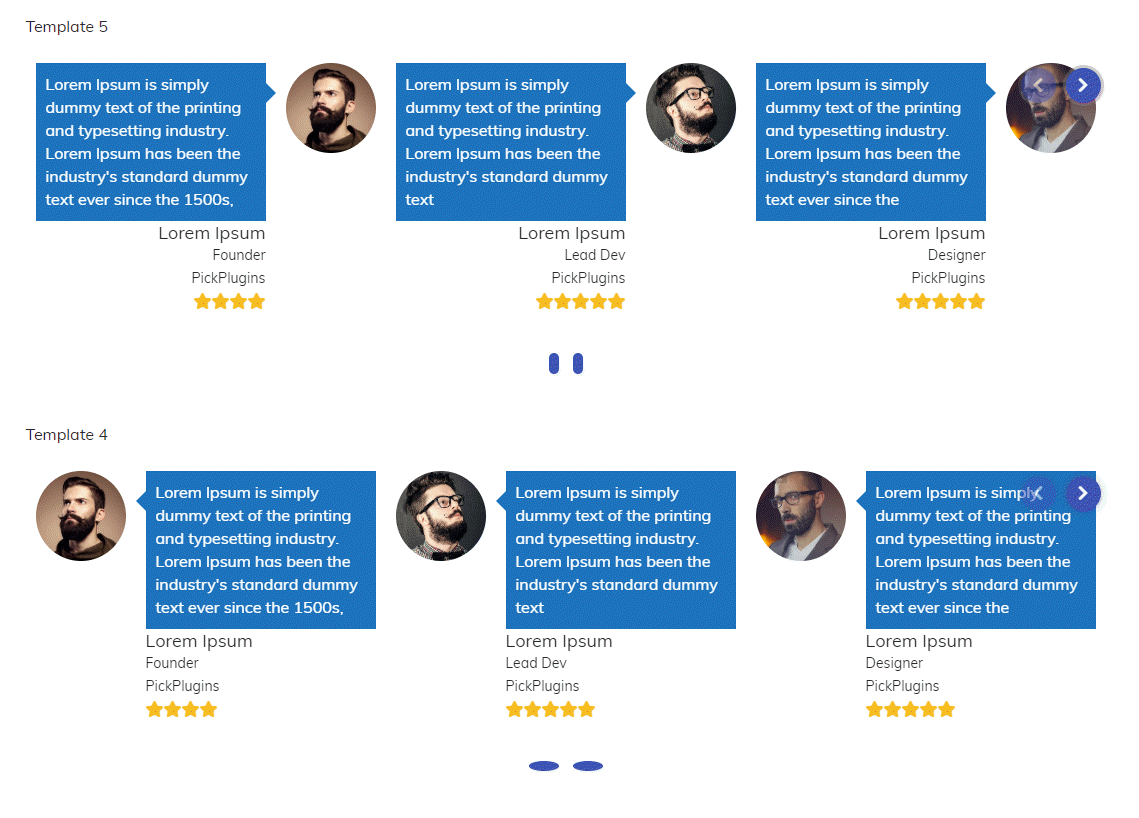 Template 5
Lorem Ipsum is simply
dummy text of the printing
and typesetting industry.
Lorem Ipsum has been the
industry's standard dummy
text ever since the 1500s,
Lorem Ipsum
Founder
PickPlugins
Lorem Ipsum is simply
dummy text of the printing
and typesetting industry.
Lorem Ipsum has been the
industry's standard dummy
text
Lorem Ipsum
Lead Dev
PickPlugins
Lorem Ipsum is simply
dummy text of the printing
and typesetting industry.
Lorem Ipsum has been the
industry's standard dummy
text ever since the
Lorem Ipsum
Designer
PickPlugins
Template 4
Lorem Ipsum is simply
dummy text of the printing
and typesetting industry.
Lorem Ipsum has been the
industry's standard dummy
text ever since the 1500s,
Lorem Ipsum
Founder
PickPlugins
Lorem Ipsum is simply
dummy text of the printing
and typesetting industry.
Lorem Ipsum has been the
industry's standard dummy
text
Lorem Ipsum
Lead Dev
PickPlugins
Lorem Ipsum is simply
dummy text of the printing
and typesetting industry.
Lorem Ipsum has been the
industry's standard dummy
text ever since the
Lorem Ipsum
Designer
PickPlugins